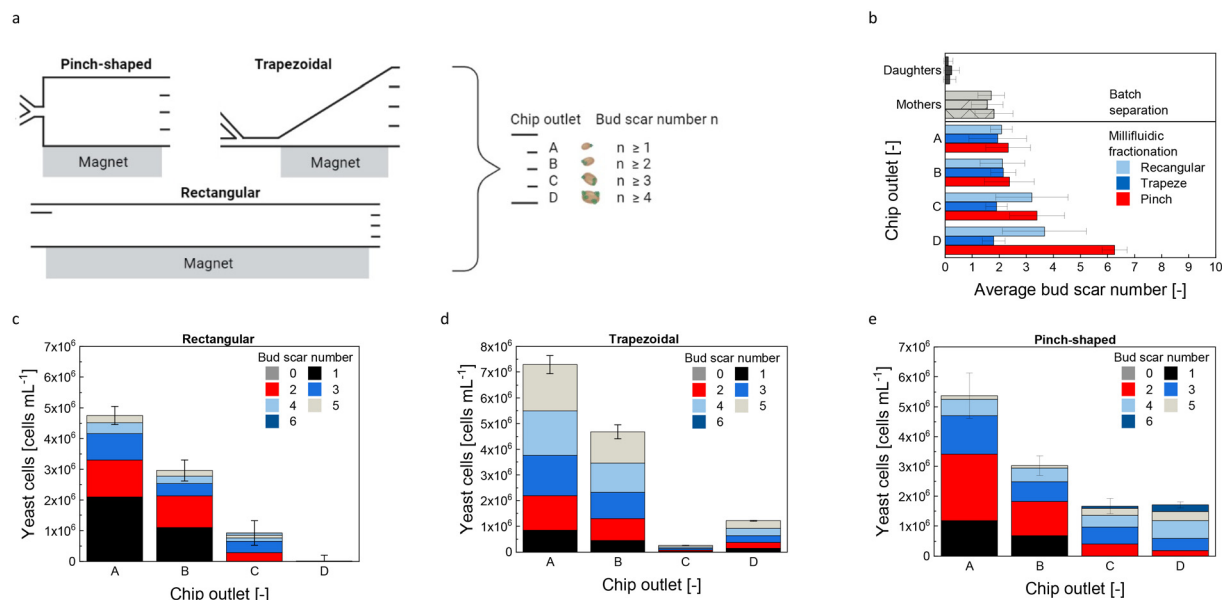 a
Pinch-shaped
Trapezoidal
Magnet
Magnet
Rectangular
Magnet
Chip outlet Bud scar number n
A n ≥ 1
B n ≥ 2
C n ≥ 3
D n ≥ 4
b
Daughters
Mothers
A
B
C
D
Chip outlet [-]
Batch
separation
Millifluidic
fractionation
Rectangular
Trapeze
Pinch
0 1 2 3 4 5 6 7 8 9 10
Average bud scar number [-]
c
Rectangular
Bud scar number
0 1
2 3
4 5
6
7x10⁶
6x10⁶
5x10⁶
4x10⁶
3x10⁶
2x10⁶
1x10⁶
0
Yeast cells [cells mL⁻¹]
A B C D
Chip outlet [-]
d
Trapezoidal
Bud scar number
0 1
2 3
4 5
6
8x10⁶
7x10⁶
6x10⁶
5x10⁶
4x10⁶
3x10⁶
2x10⁶
1x10⁶
0
Yeast cells [cells mL⁻¹]
A B C D
Chip outlet [-]
e
Pinch-shaped
Bud scar number
0 1
2 3
4 5
6
7x10⁶
6x10⁶
5x10⁶
4x10⁶
3x10⁶
2x10⁶
1x10⁶
0
Yeast cells [cells mL⁻¹]
A B C D
Chip outlet [-]